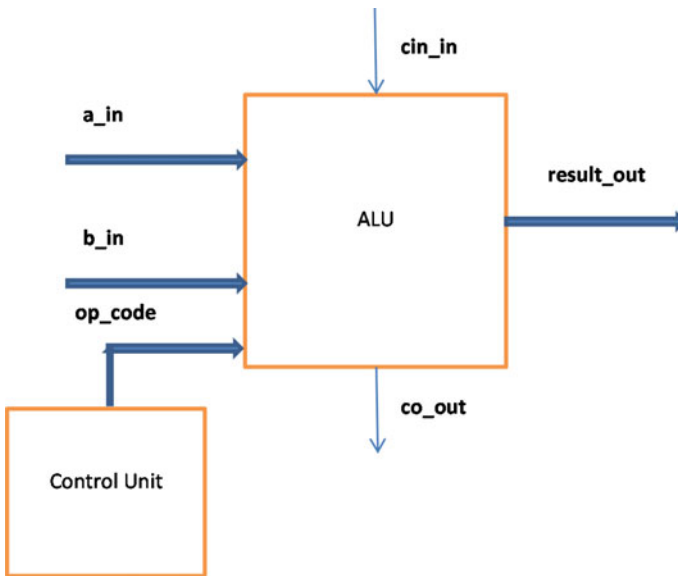 cin_in
a_in
result_out
ALU
b_in
op_code
co_out
Control Unit